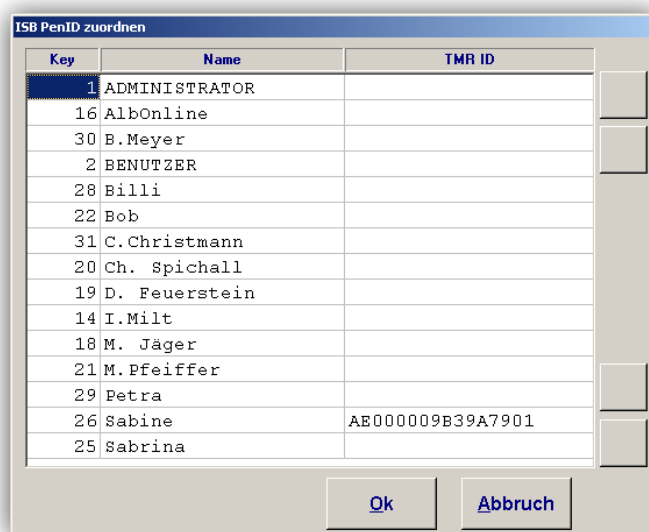 ISB PenID zuordnen
Key Name TMR ID
1 ADMINISTRATOR
16 AlbOnline
30 B.Meyer
2 BENUTZER
28 Billi
22 Bob
31 C.Christmann
20 Ch. Spichall
19 D. Feuerstein
14 I.Milt
18 M. Jäger
21 M.Pfeiffer
29 Petra
26 Sabine AE000009B39A7901
25 Sabrina
Ok Abbruch